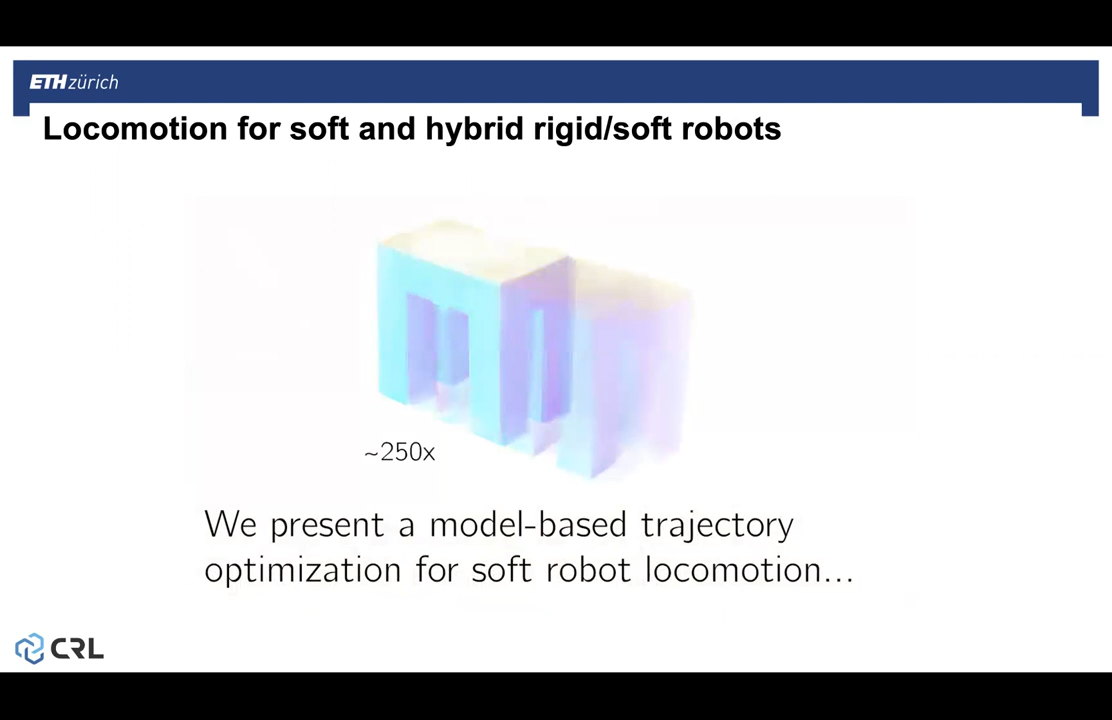 ETH zürich
Locomotion for soft and hybrid rigid/soft robots
~250x
We present a model-based trajectory
optimization for soft robot locomotion...
CRL